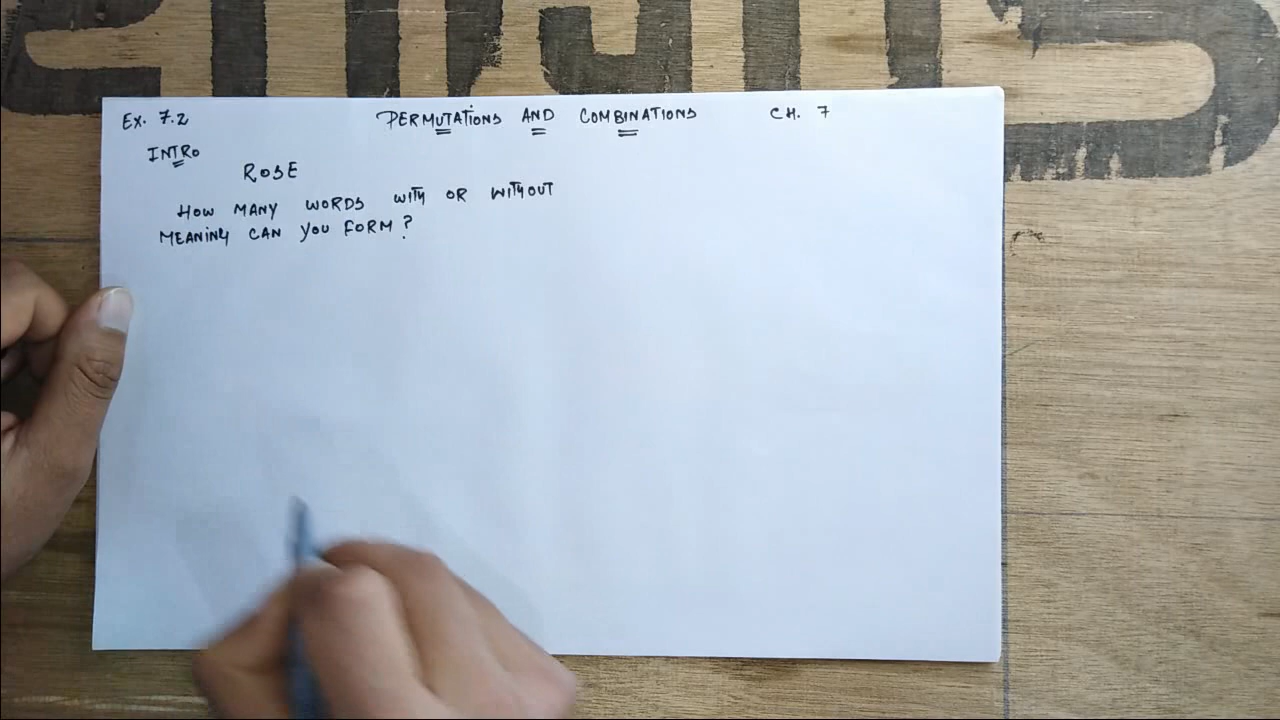 Ex. 7.2 PERMUTATIONS AND COMBINATIONS CH. 7
INTRO
ROSE
HOW MANY WORDS WITH OR WITHOUT
MEANING CAN YOU FORM?